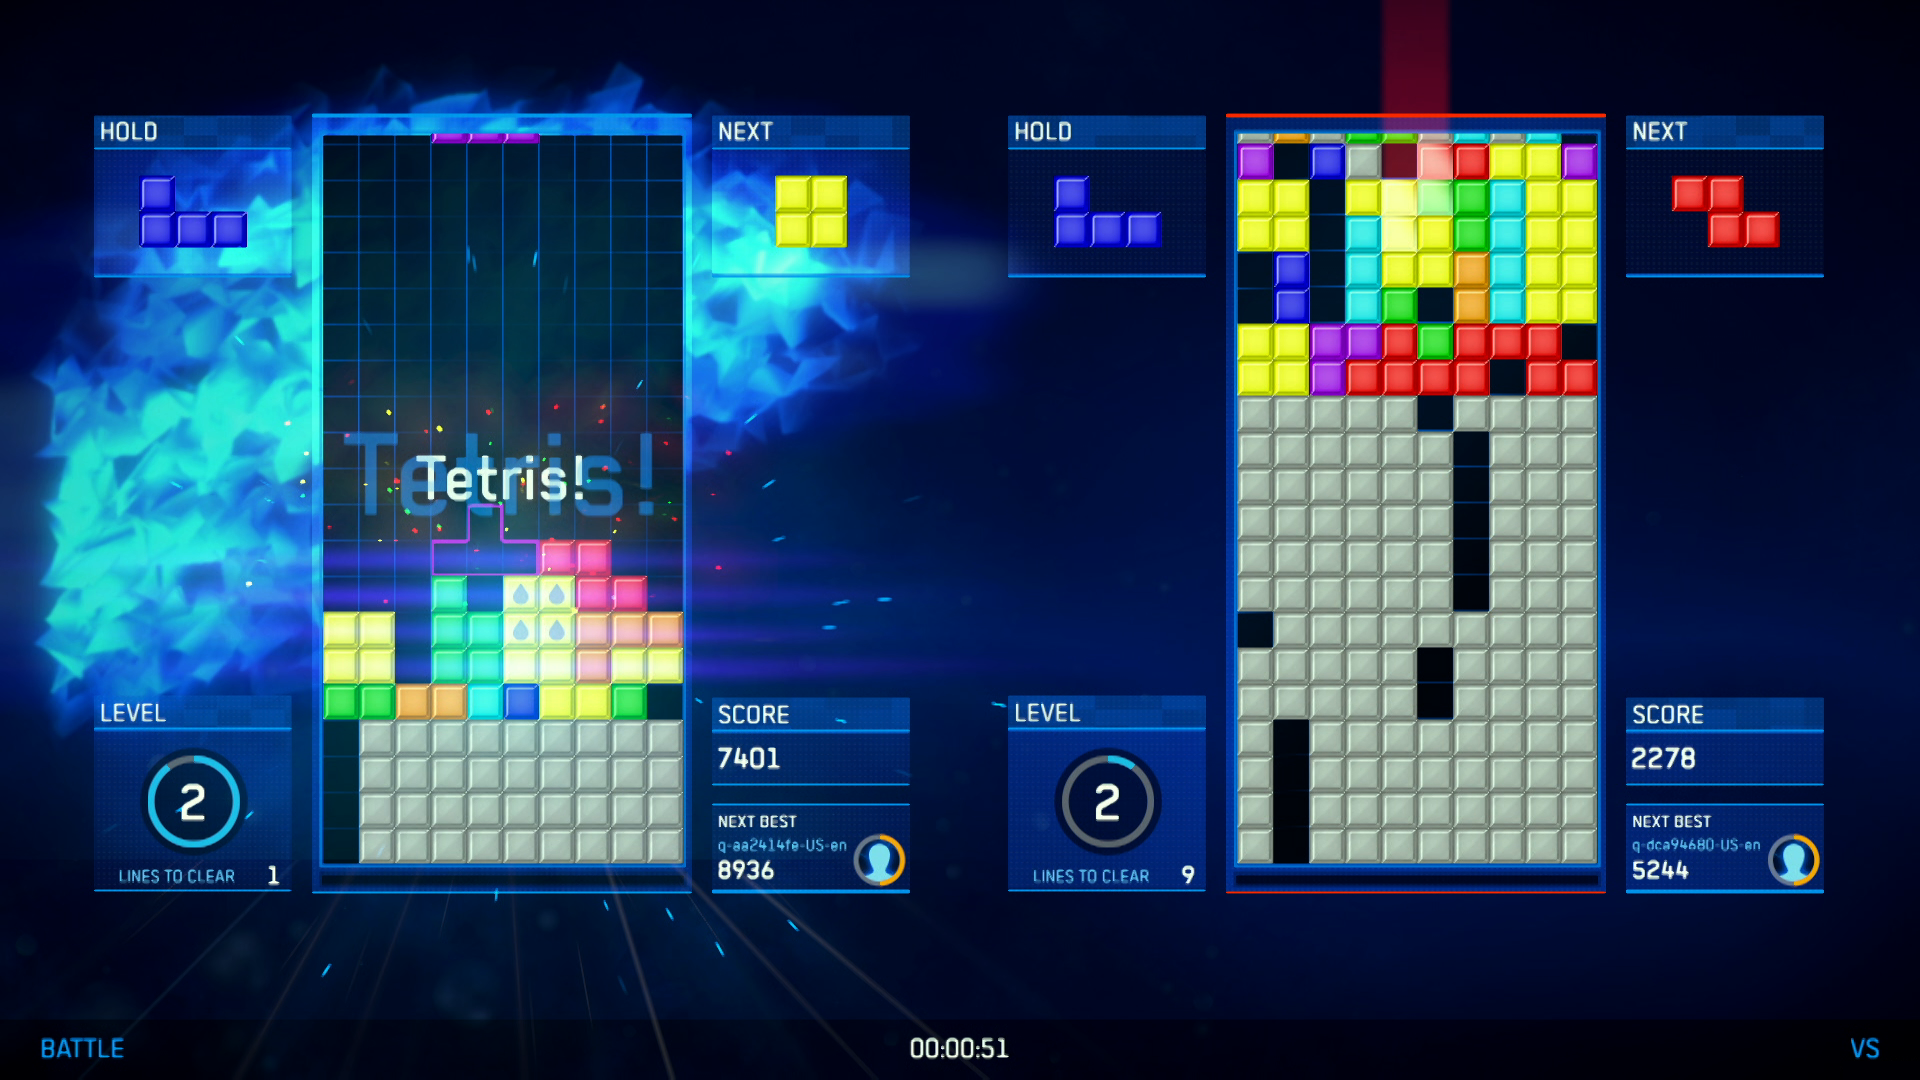 HOLD
NEXT
HOLD
NEXT
Tetris!
Tetris!
LEVEL
2
LINES TO CLEAR 1
SCORE
7401
NEXT BEST
q-aa2414fe-US-en
8936
LEVEL
2
LINES TO CLEAR 9
SCORE
2278
NEXT BEST
q-dca94680-US-en
5244
BATTLE
00:00:51
VS